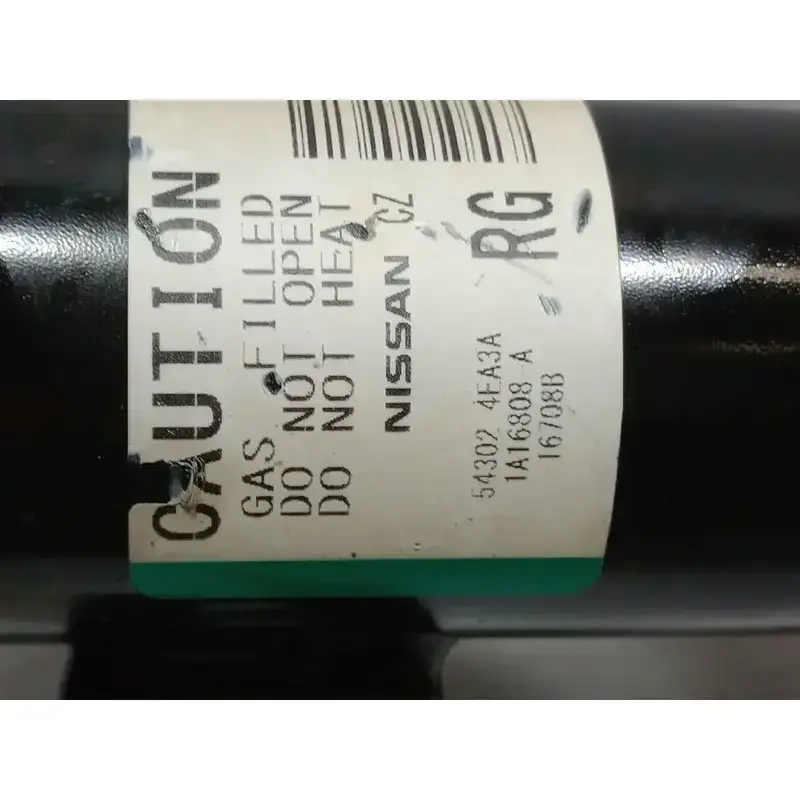 CAUTION
GAS FILLED
DO NOT OPEN
DO NOT HEAT
NISSAN CZ
RG
54302 4EA3A
1A16808-A
16708B